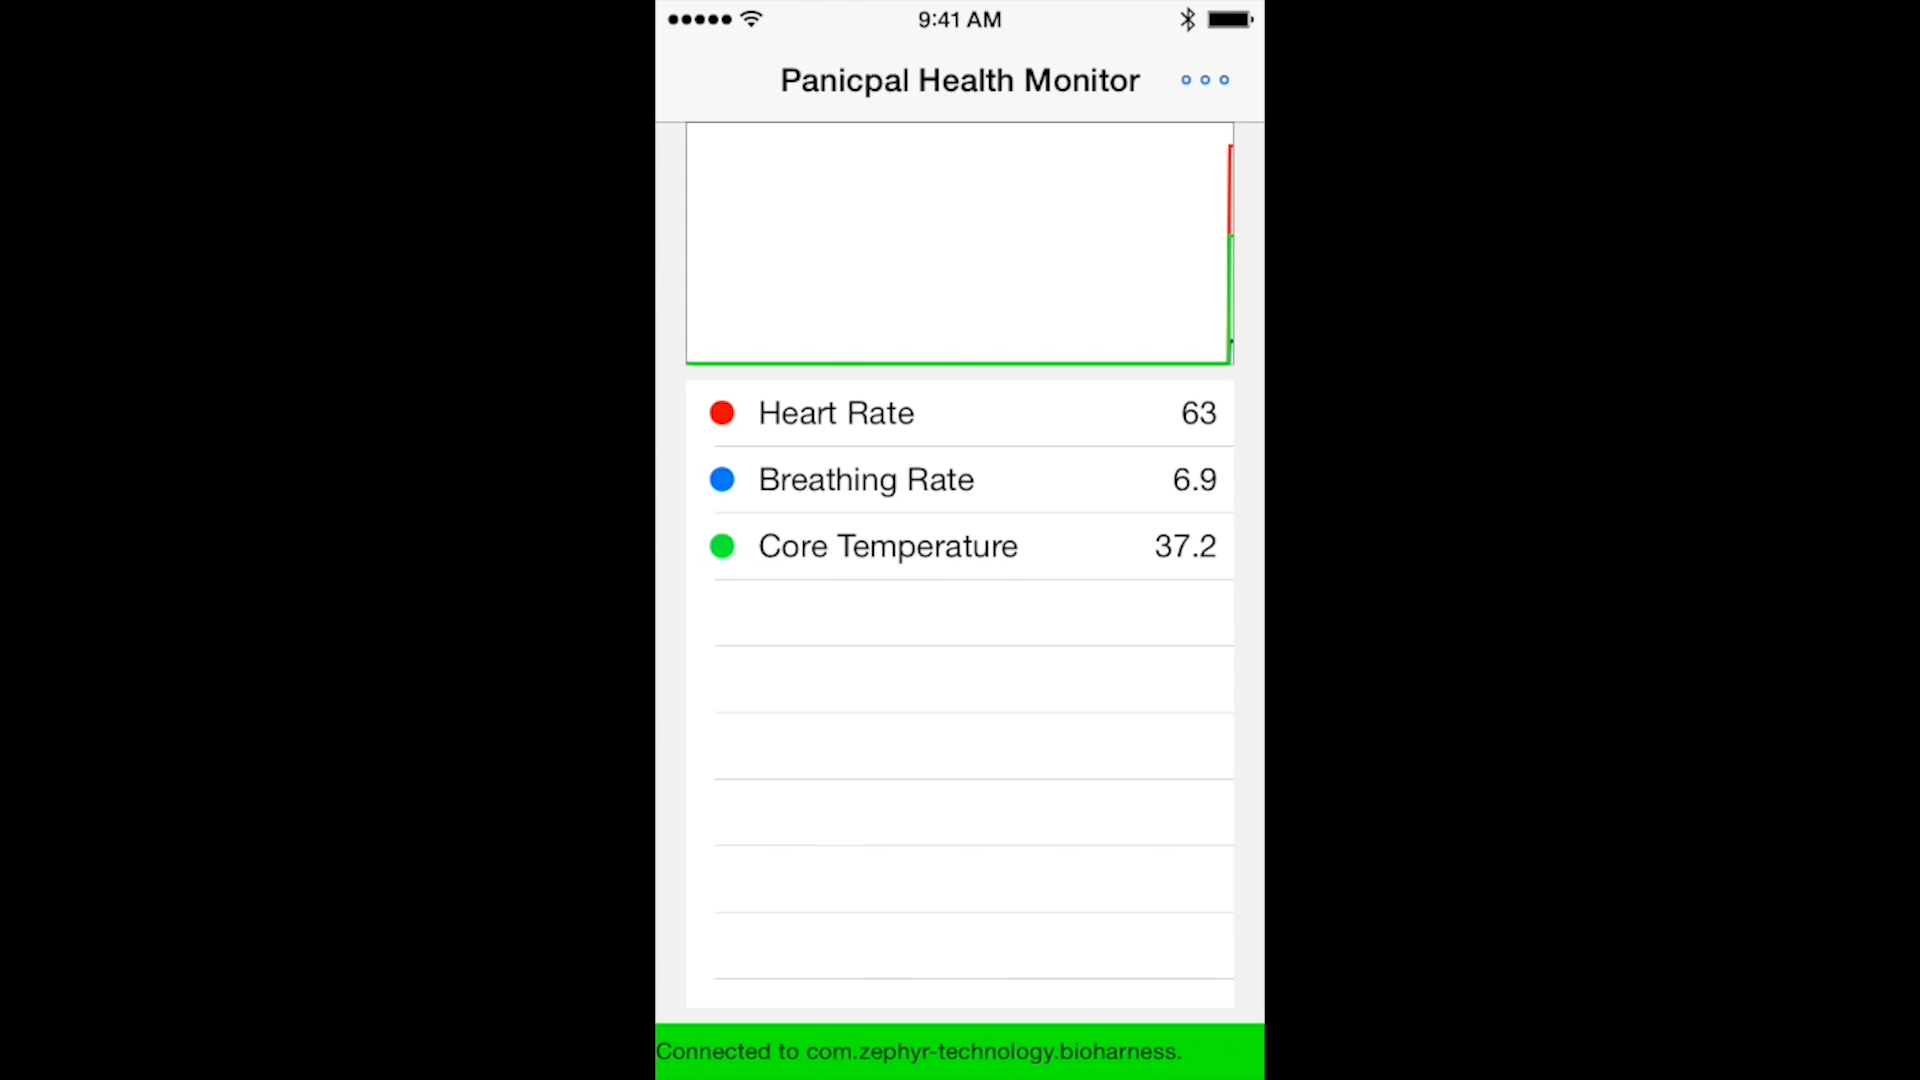 9:41 AM
Panicpal Health Monitor
Heart Rate 63
Breathing Rate 6.9
Core Temperature 37.2
Connected to com.zephyr-technology.bioharness.